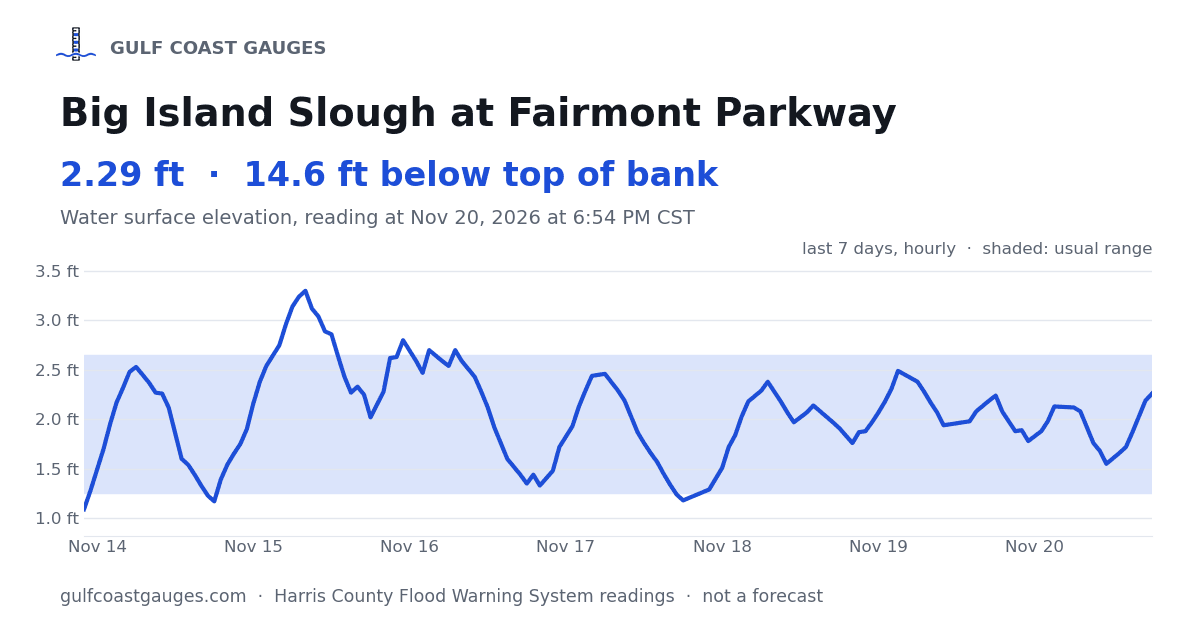 GULF COAST GAUGES
Big Island Slough at Fairmont Parkway
2.29 ft · 14.6 ft below top of bank
Water surface elevation, reading at Nov 20, 2026 at 6:54 PM CST
last 7 days, hourly · shaded: usual range
3.5 ft
3.0 ft
2.5 ft
2.0 ft
1.5 ft
1.0 ft
Nov 14 Nov 15 Nov 16 Nov 17 Nov 18 Nov 19 Nov 20
gulfcoastgauges.com · Harris County Flood Warning System readings · not a forecast